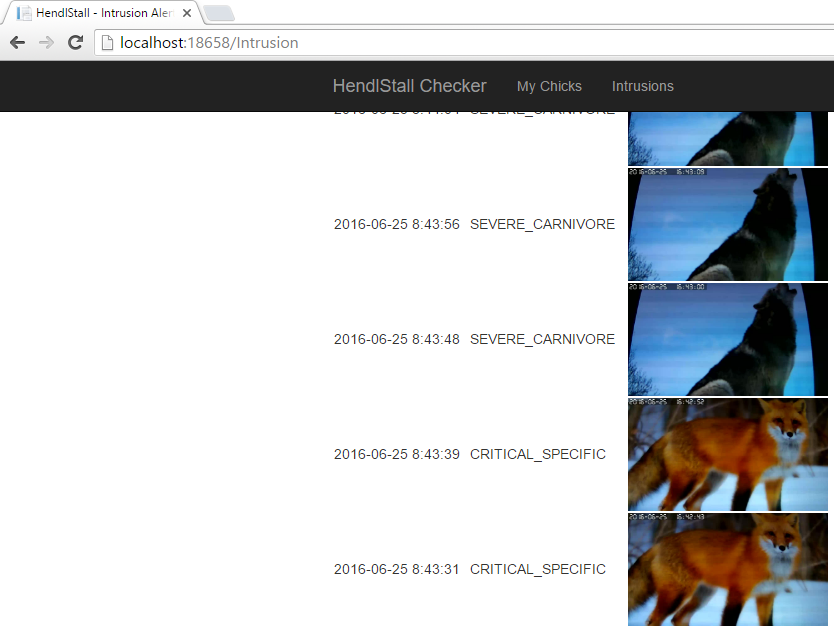 HendlStall - Intrusion Aler
localhost:18658/Intrusion
HendlStall Checker My Chicks Intrusions
SEVERE_CARNIVORE
2016-06-25 16:43:09
2016-06-25 8:43:56 SEVERE_CARNIVORE
2016-06-25 16:43:00
2016-06-25 8:43:48 SEVERE_CARNIVORE
2016-06-25 16:42:52
2016-06-25 8:43:39 CRITICAL_SPECIFIC
2016-06-25 16:42:43
2016-06-25 8:43:31 CRITICAL_SPECIFIC